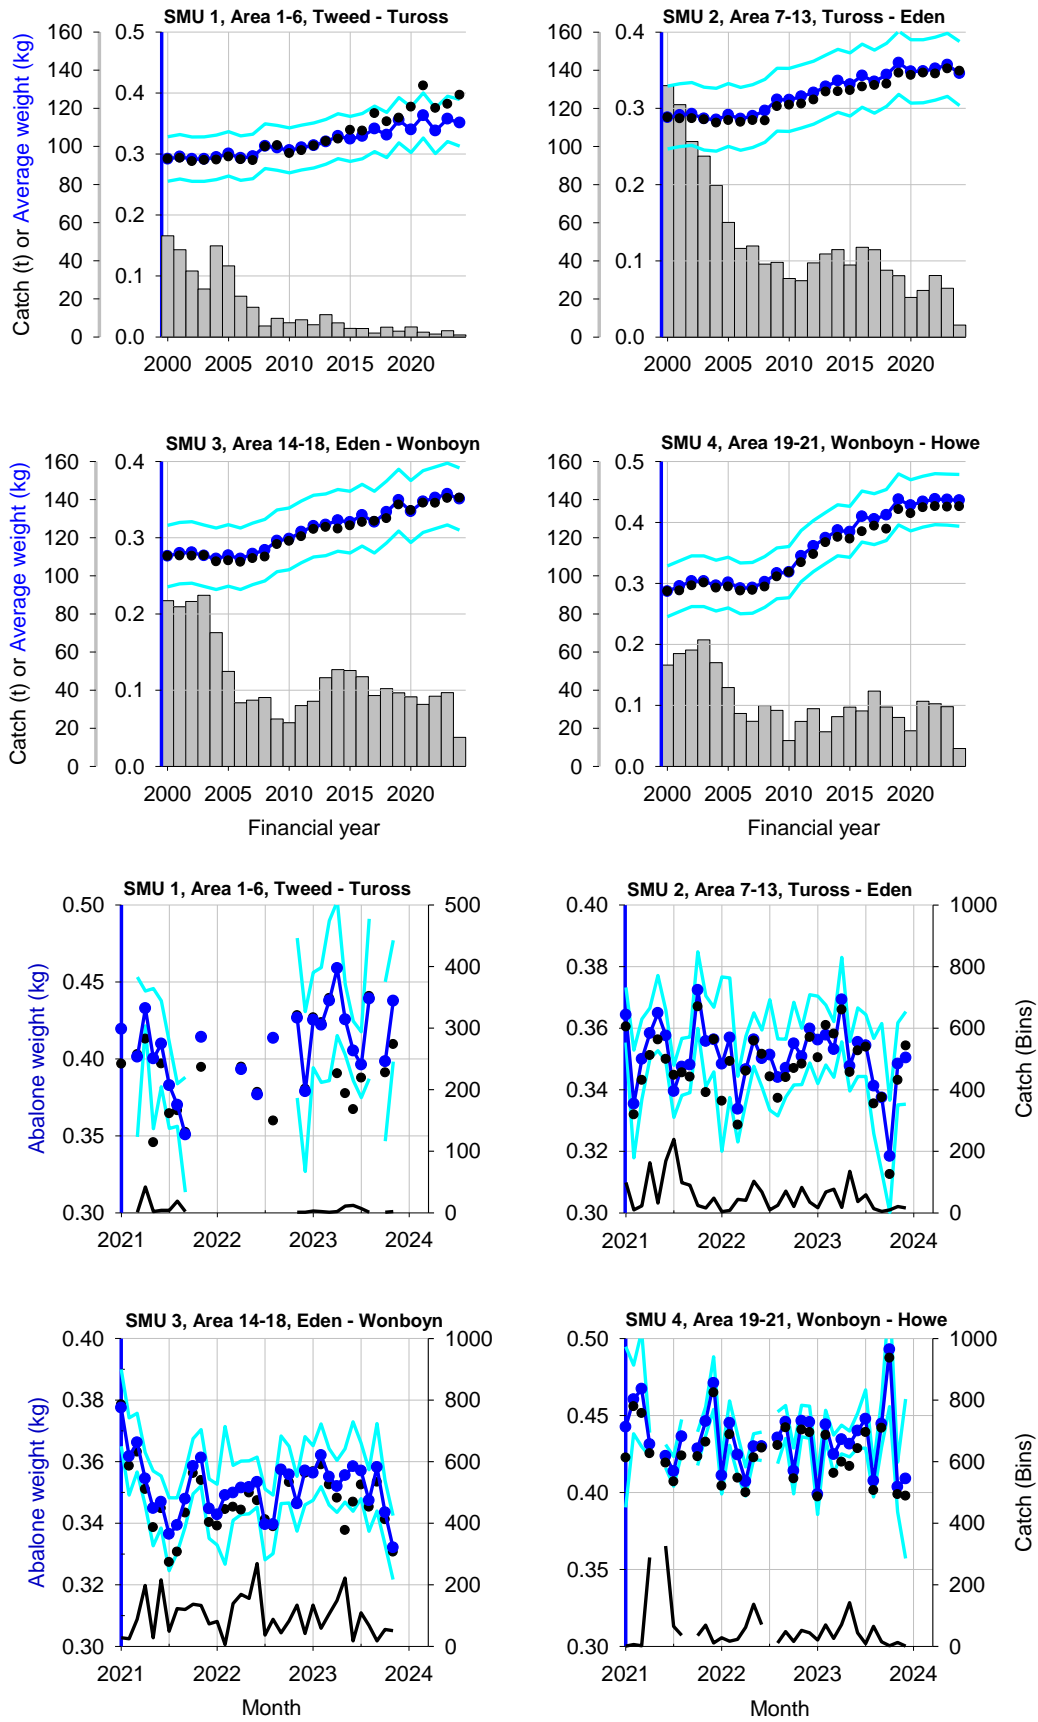 SMU 1, Area 1-6, Tweed - Tuross
SMU 2, Area 7-13, Tuross - Eden
Catch (t) or Average weight (kg)
160 140 120 100 80 60 40 20 0
0.5 0.4 0.3 0.2 0.1 0.0
2000 2005 2010 2015 2020
160 140 120 100 80 60 40 20 0
0.4 0.3 0.2 0.1 0.0
2000 2005 2010 2015 2020
SMU 3, Area 14-18, Eden - Wonboyn
SMU 4, Area 19-21, Wonboyn - Howe
Catch (t) or Average weight (kg)
160 140 120 100 80 60 40 20 0
0.4 0.3 0.2 0.1 0.0
2000 2005 2010 2015 2020
Financial year
160 140 120 100 80 60 40 20 0
0.5 0.4 0.3 0.2 0.1 0.0
2000 2005 2010 2015 2020
Financial year
SMU 1, Area 1-6, Tweed - Tuross
SMU 2, Area 7-13, Tuross - Eden
Abalone weight (kg)
0.50 0.45 0.40 0.35 0.30
500 400 300 200 100 0
2021 2022 2023 2024
0.40 0.38 0.36 0.34 0.32 0.30
1000 800 600 400 200 0
Catch (Bins)
2021 2022 2023 2024
SMU 3, Area 14-18, Eden - Wonboyn
SMU 4, Area 19-21, Wonboyn - Howe
Abalone weight (kg)
0.40 0.38 0.36 0.34 0.32 0.30
1000 800 600 400 200 0
2021 2022 2023 2024
Month
0.50 0.45 0.40 0.35 0.30
1000 800 600 400 200 0
Catch (Bins)
2021 2022 2023 2024
Month